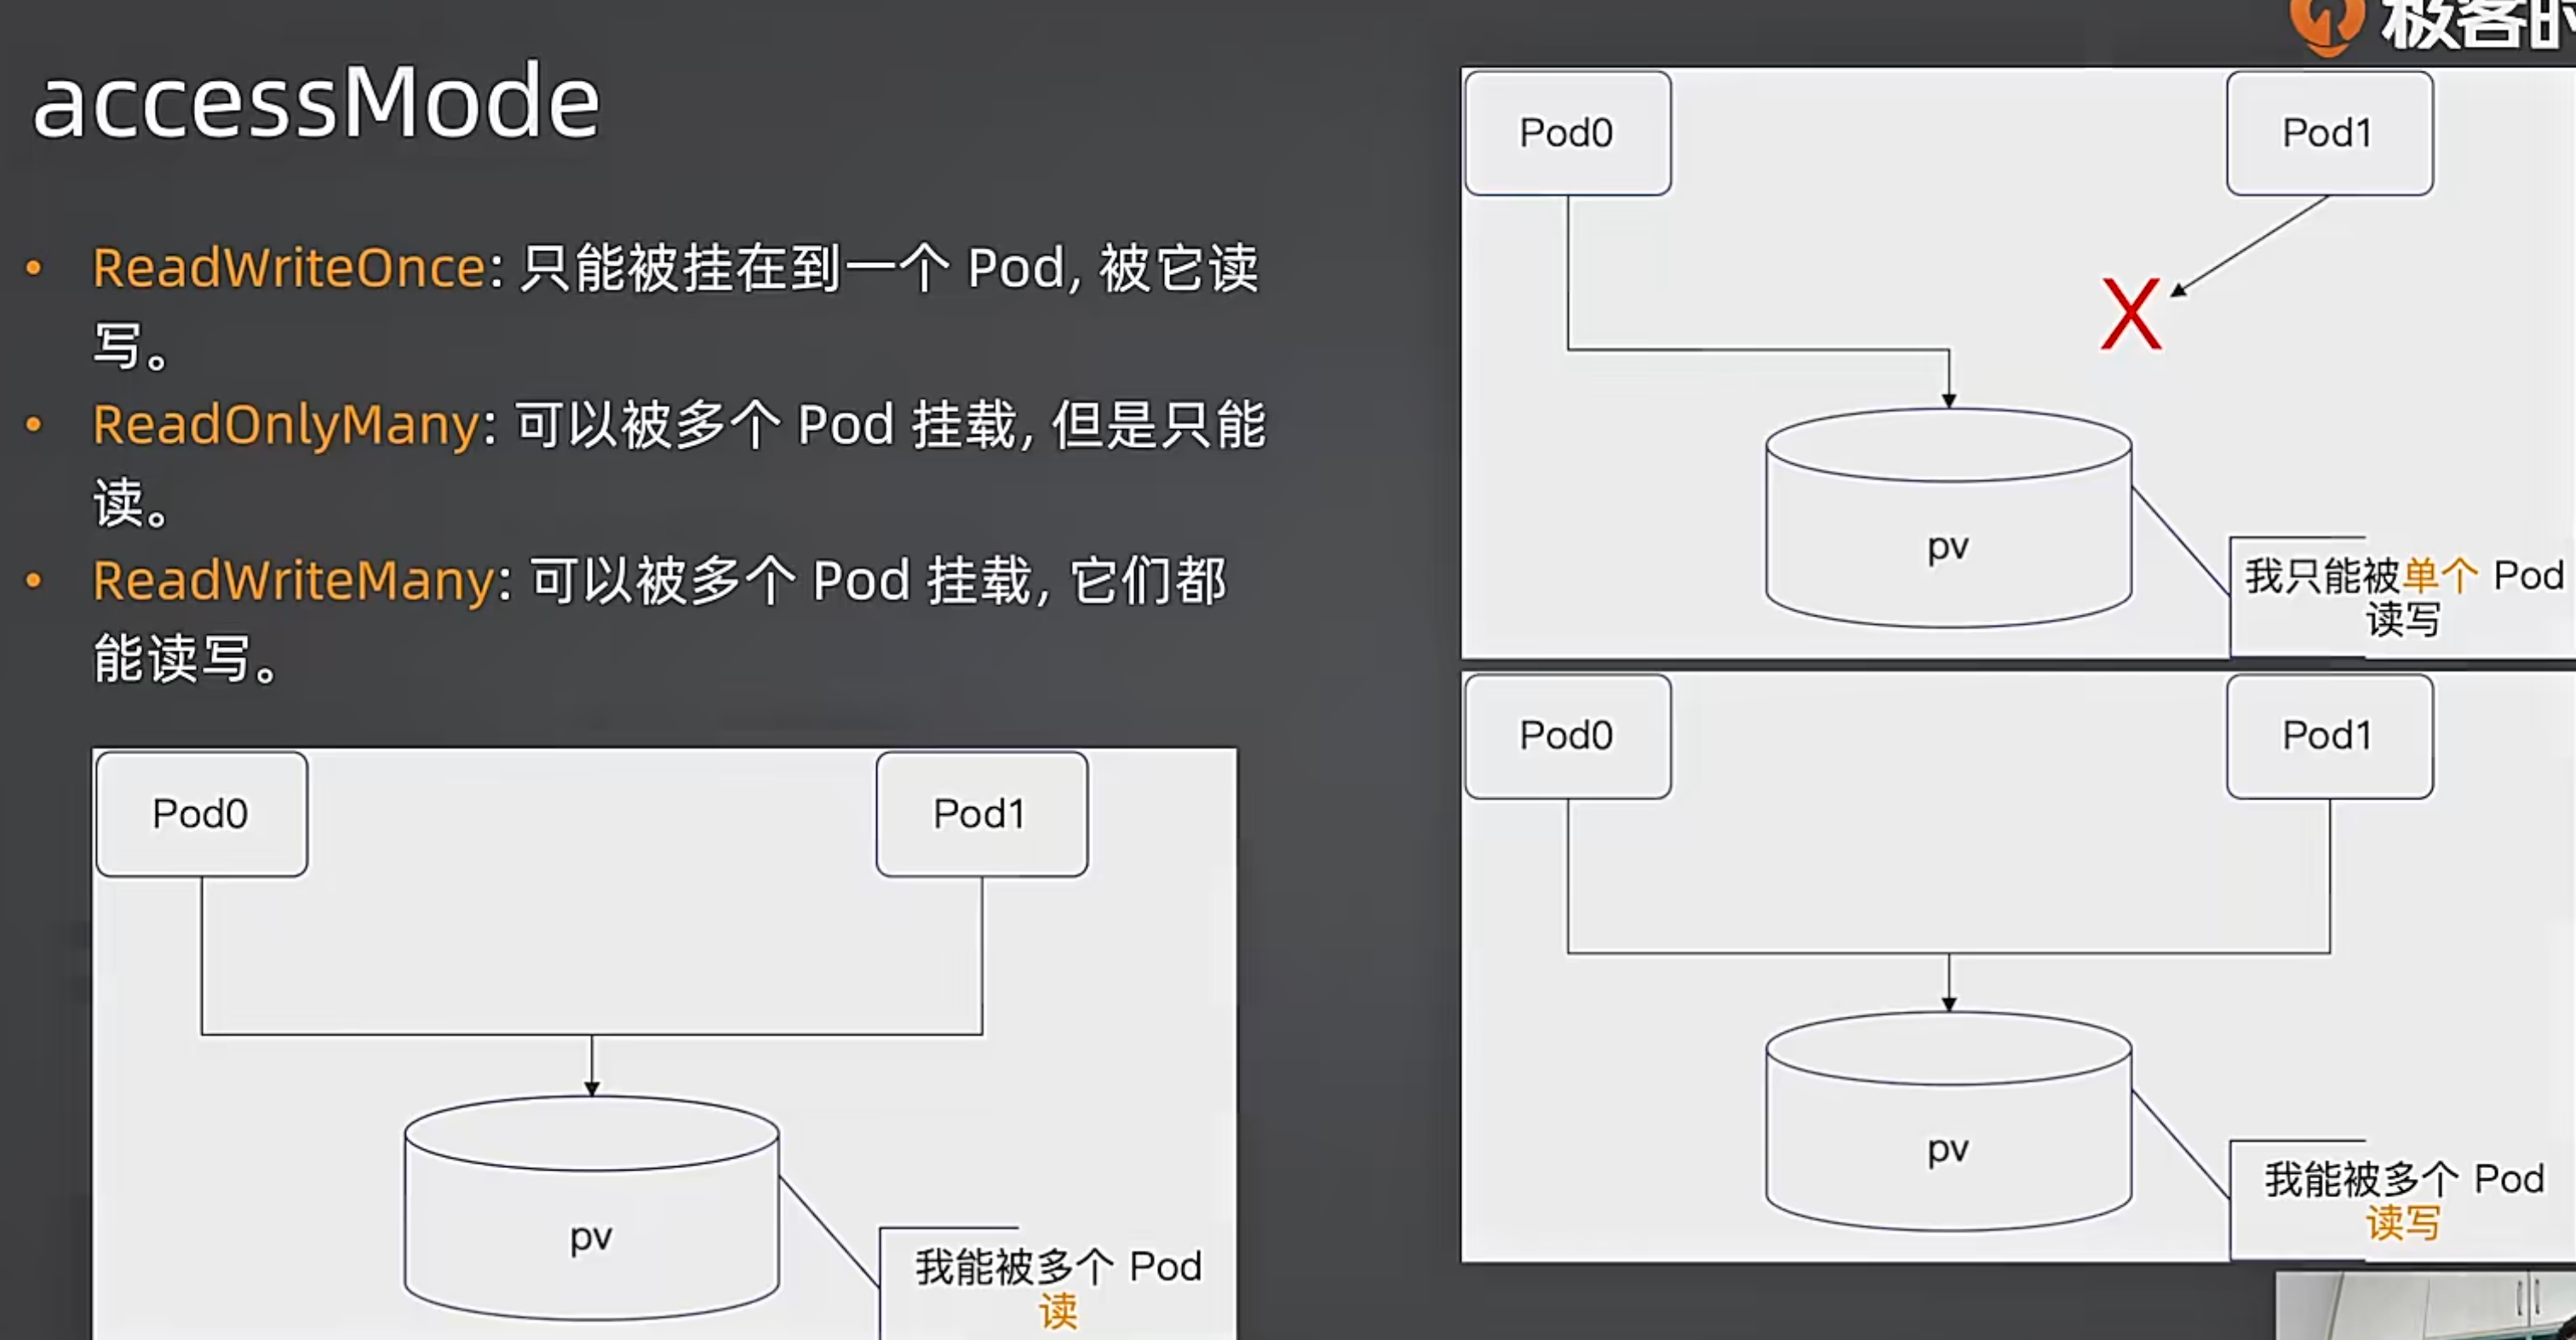 极客时
accessMode
• ReadWriteOnce: 只能被挂在到一个 Pod, 被它读
写。
• ReadOnlyMany: 可以被多个 Pod 挂载, 但是只能
读。
• ReadWriteMany: 可以被多个 Pod 挂载, 它们都
能读写。
Pod0
Pod1
pv
我能被多个 Pod
读
Pod0
Pod1
X
pv
我只能被单个 Pod
读写
Pod0
Pod1
pv
我能被多个 Pod
读写